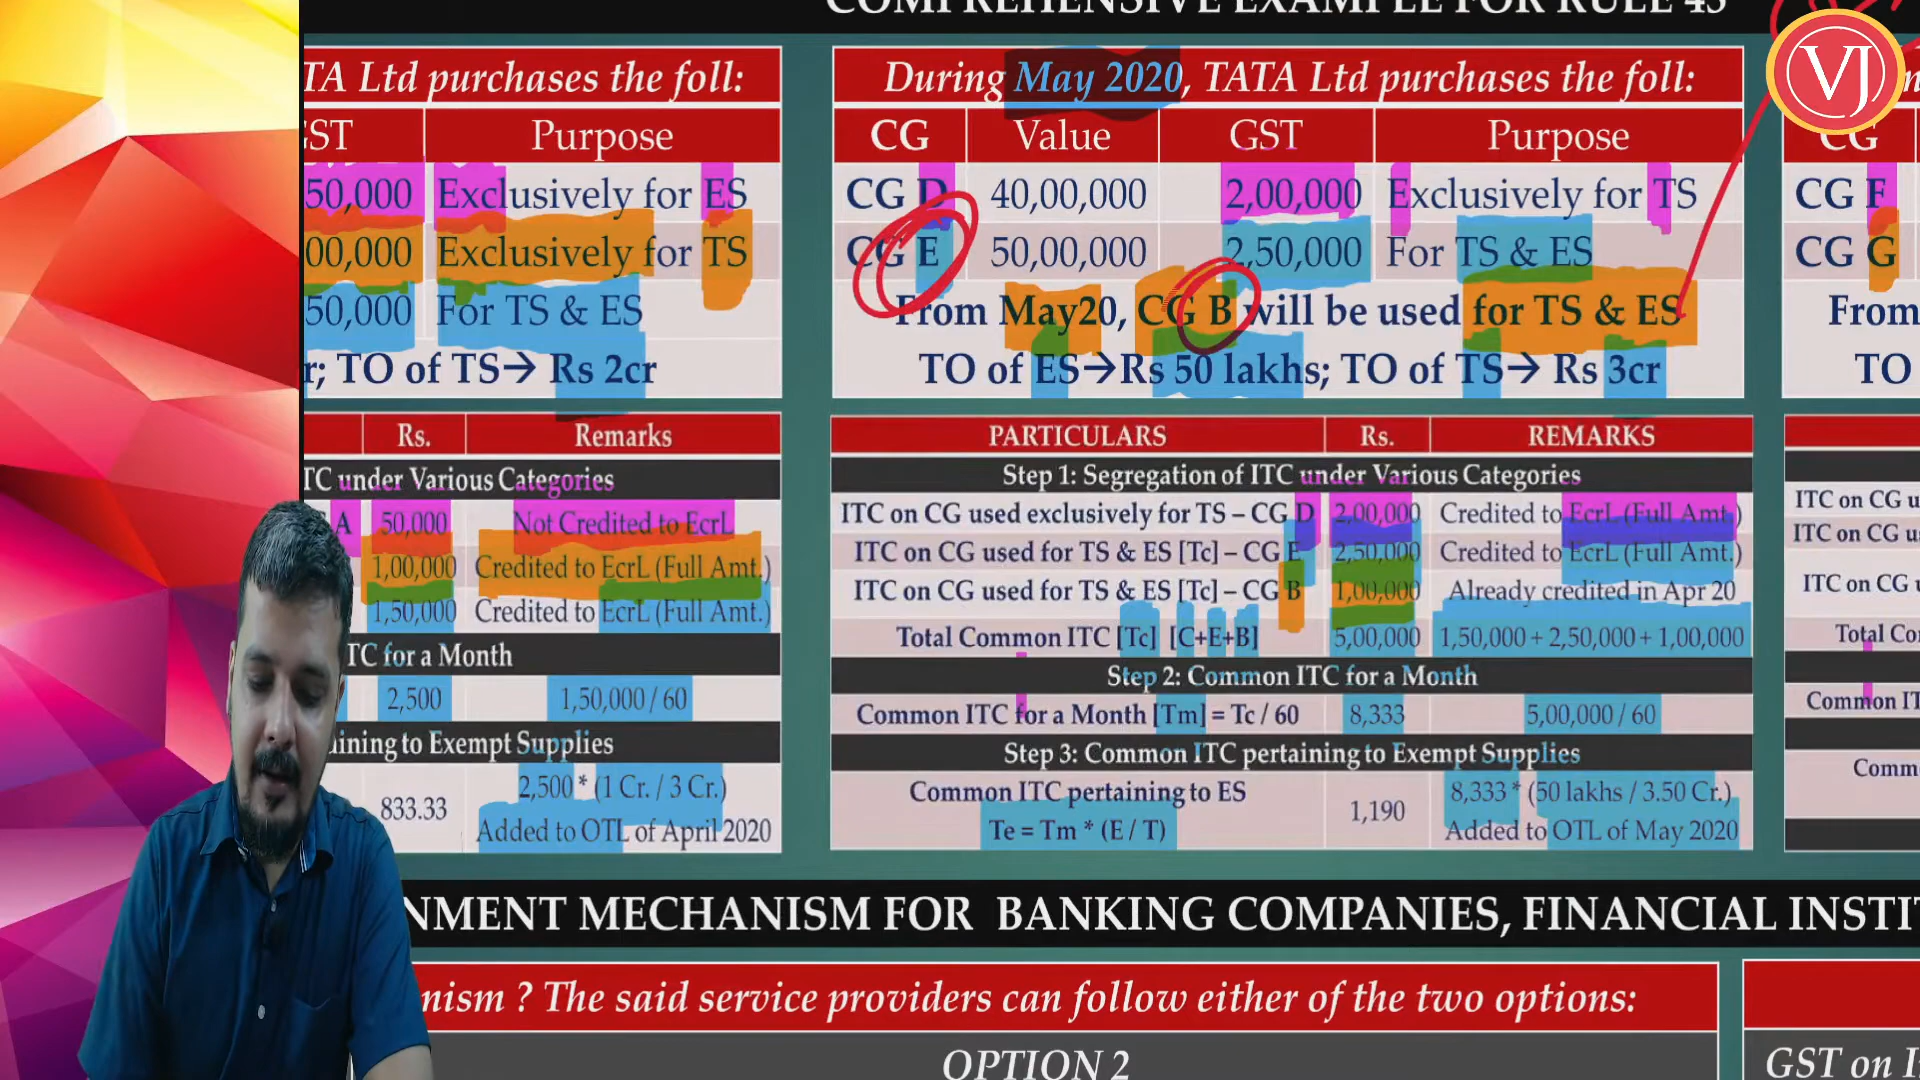 COMPREHENSIVE EXAMPLE FOR RULE 43
VJ
TA Ltd purchases the foll:
GST Purpose
50,000 Exclusively for ES
00,000 Exclusively for TS
50,000 For TS & ES
r; TO of TS→ Rs 2cr
Rs. Remarks
TC under Various Categories
A 50,000 Not Credited to EcrL
1,00,000 Credited to EcrL (Full Amt.)
1,50,000 Credited to EcrL (Full Amt.)
TC for a Month
2,500 1,50,000 / 60
ining to Exempt Supplies
833.33 2,500 * (1 Cr. / 3 Cr.)
Added to OTL of April 2020
During May 2020, TATA Ltd purchases the foll:
CG Value GST Purpose
CG D 40,00,000 2,00,000 Exclusively for TS
CG E 50,00,000 2,50,000 For TS & ES
From May20, CG B will be used for TS & ES
TO of ES→Rs 50 lakhs; TO of TS→ Rs 3cr
PARTICULARS Rs. REMARKS
Step 1: Segregation of ITC under Various Categories
ITC on CG used exclusively for TS – CG D 2,00,000 Credited to EcrL (Full Amt.)
ITC on CG used for TS & ES [Tc] – CG E 2,50,000 Credited to EcrL (Full Amt.)
ITC on CG used for TS & ES [Tc] – CG B 1,00,000 Already credited in Apr 20
Total Common ITC [Tc] [C+E+B] 5,00,000 1,50,000 + 2,50,000 + 1,00,000
Step 2: Common ITC for a Month
Common ITC for a Month [Tm] = Tc / 60 8,333 5,00,000 / 60
Step 3: Common ITC pertaining to Exempt Supplies
Common ITC pertaining to ES
Te = Tm * (E / T) 1,190 8,333 * (50 lakhs / 3.50 Cr.)
Added to OTL of May 2020
CG
CG F
CG G
From
TO
ITC on CG u
ITC on CG u
ITC on CG
Total Co
Common IT
Comm
NMENT MECHANISM FOR BANKING COMPANIES, FINANCIAL INSTI
nism ? The said service providers can follow either of the two options:
OPTION 2
GST on I